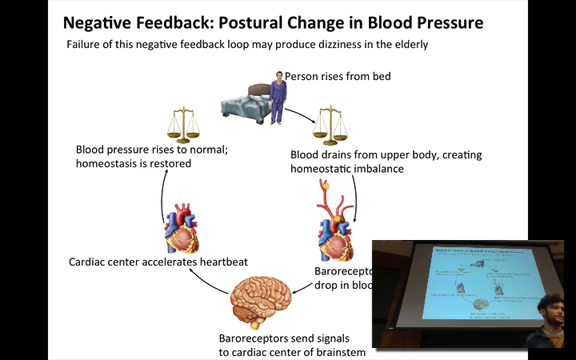 Negative Feedback: Postural Change in Blood Pressure
Failure of this negative feedback loop may produce dizziness in the elderly
Person rises from bed
Blood pressure rises to normal;
homeostasis is restored
Blood drains from upper body, creating
homeostatic imbalance
Cardiac center accelerates heartbeat
drop in
Baroreceptors send signals
to cardiac center of brainstem